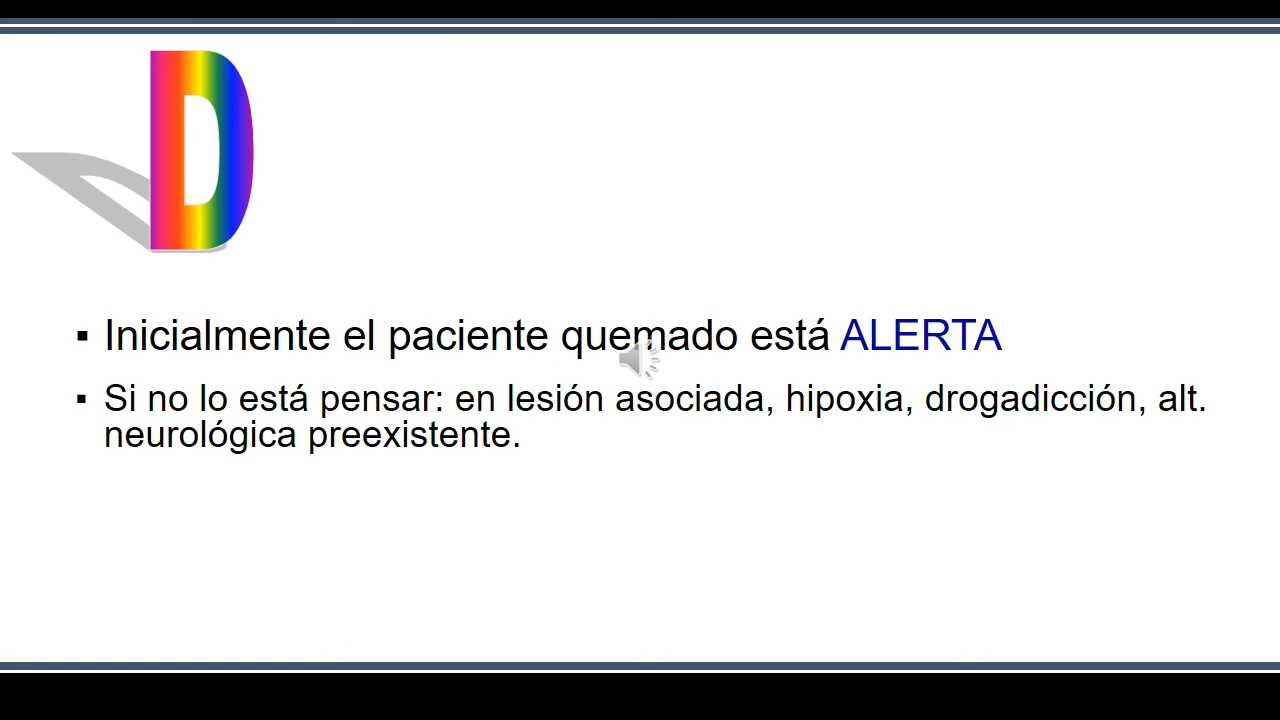 D
▪ Inicialmente el paciente quemado está ALERTA
▪ Si no lo está pensar: en lesión asociada, hipoxia, drogadicción, alt.
neurológica preexistente.